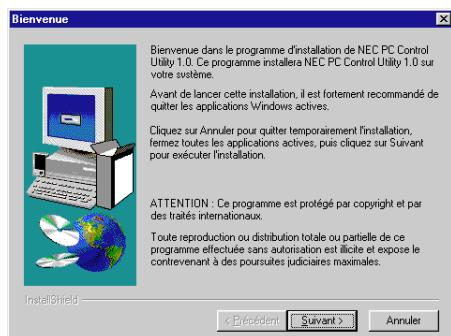 Bienvenue
Bienvenue dans le programme d'installation de NEC PC Control
Utility 1.0. Ce programme installera NEC PC Control Utility 1.0 sur
votre système.
Avant de lancer cette installation, il est fortement recommandé de
quitter les applications Windows actives.
Cliquez sur Annuler pour quitter temporairement l'installation,
fermez toutes les applications actives, puis cliquez sur Suivant
pour exécuter l'installation.
ATTENTION : Ce programme est protégé par copyright et par
des traités internationaux.
Toute reproduction ou distribution totale ou partielle de ce
programme effectuée sans autorisation est illicite et expose le
contrevenant à des poursuites judiciaires maximales.
InstallShield
< Précédent Suivant > Annuler